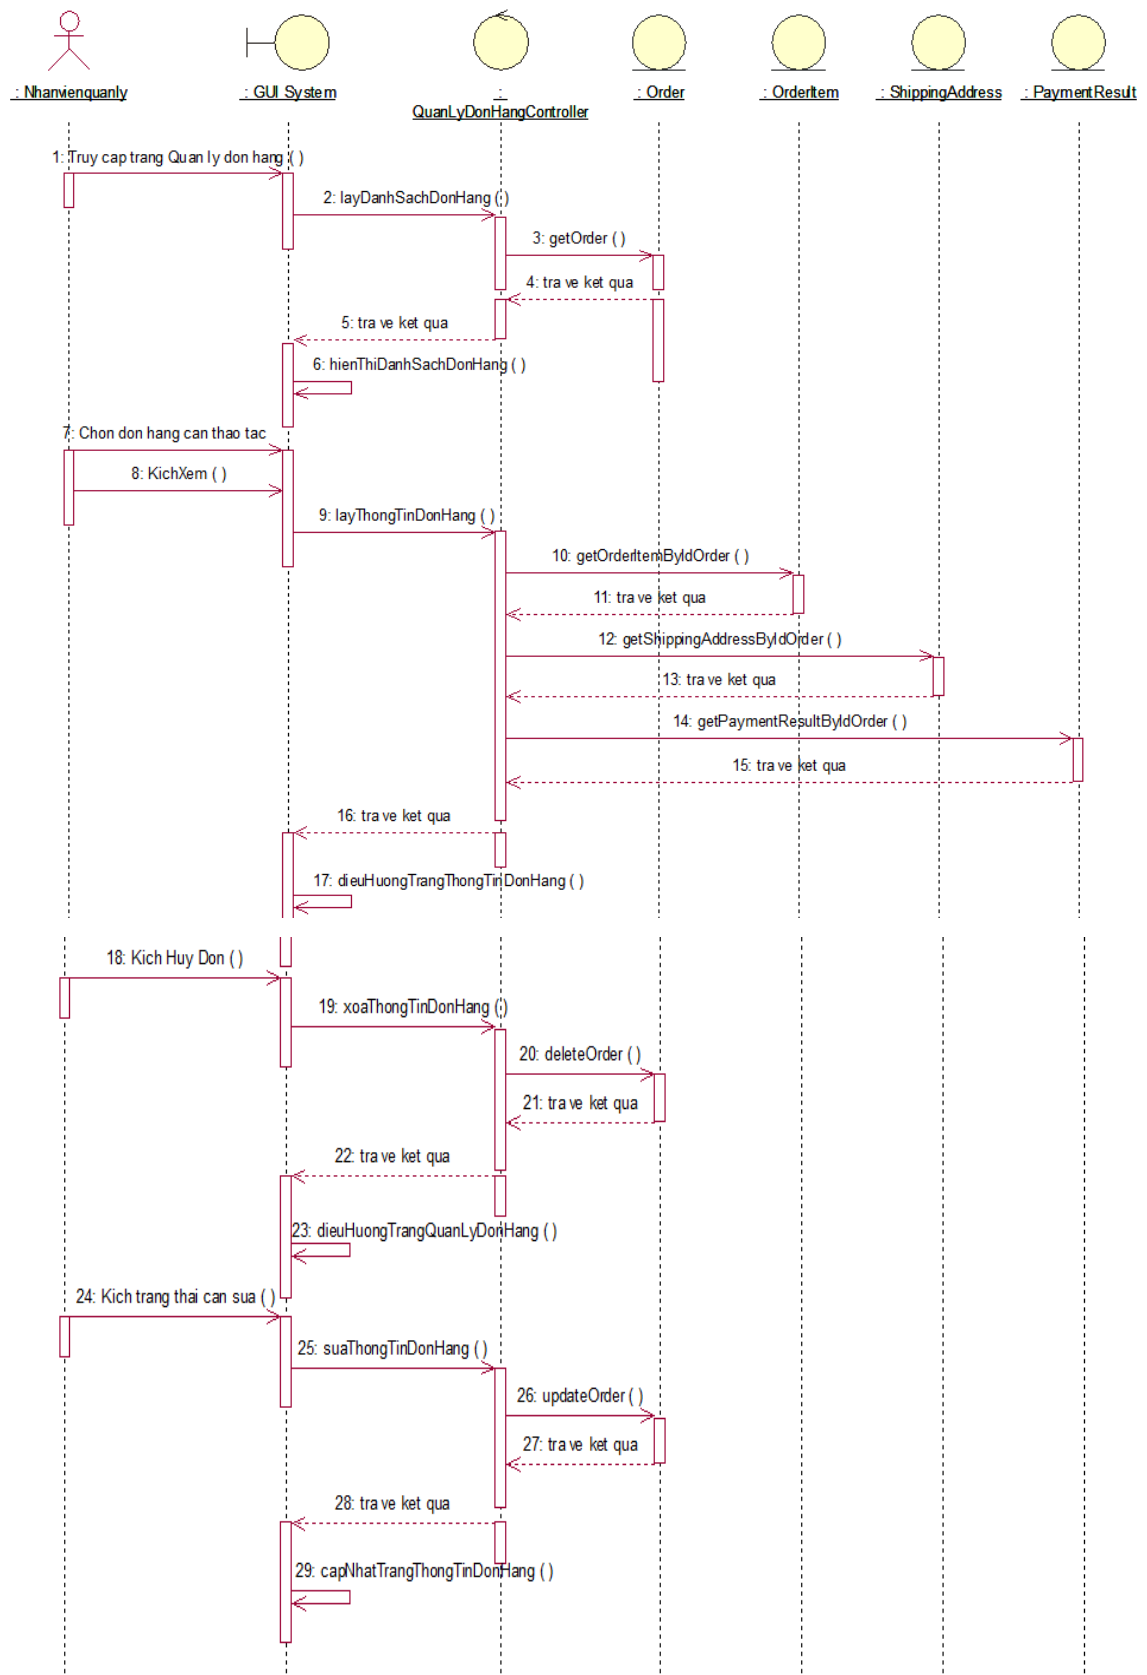 : Nhanvienquanly
: GUI System
:
QuanLyDonHangController
: Order
: OrderItem
: ShippingAddress
: PaymentResult
1: Truy cap trang Quan ly don hang ( )
2: layDanhSachDonHang ( )
3: getOrder ( )
4: tra ve ket qua
5: tra ve ket qua
6: hienThiDanhSachDonHang ( )
7: Chon don hang can thao tac
8: KichXem ( )
9: layThongTinDonHang ( )
10: getOrderItemByIdOrder ( )
11: tra ve ket qua
12: getShippingAddressByIdOrder ( )
13: tra ve ket qua
14: getPaymentResultByIdOrder ( )
15: tra ve ket qua
16: tra ve ket qua
17: dieuHuongTrangThongTinDonHang ( )
18: Kich Huy Don ( )
19: xoaThongTinDonHang ( )
20: deleteOrder ( )
21: tra ve ket qua
22: tra ve ket qua
23: dieuHuongTrangQuanLyDonHang ( )
24: Kich trang thai can sua ( )
25: suaThongTinDonHang ( )
26: updateOrder ( )
27: tra ve ket qua
28: tra ve ket qua
29: capNhatTrangThongTinDonHang ( )